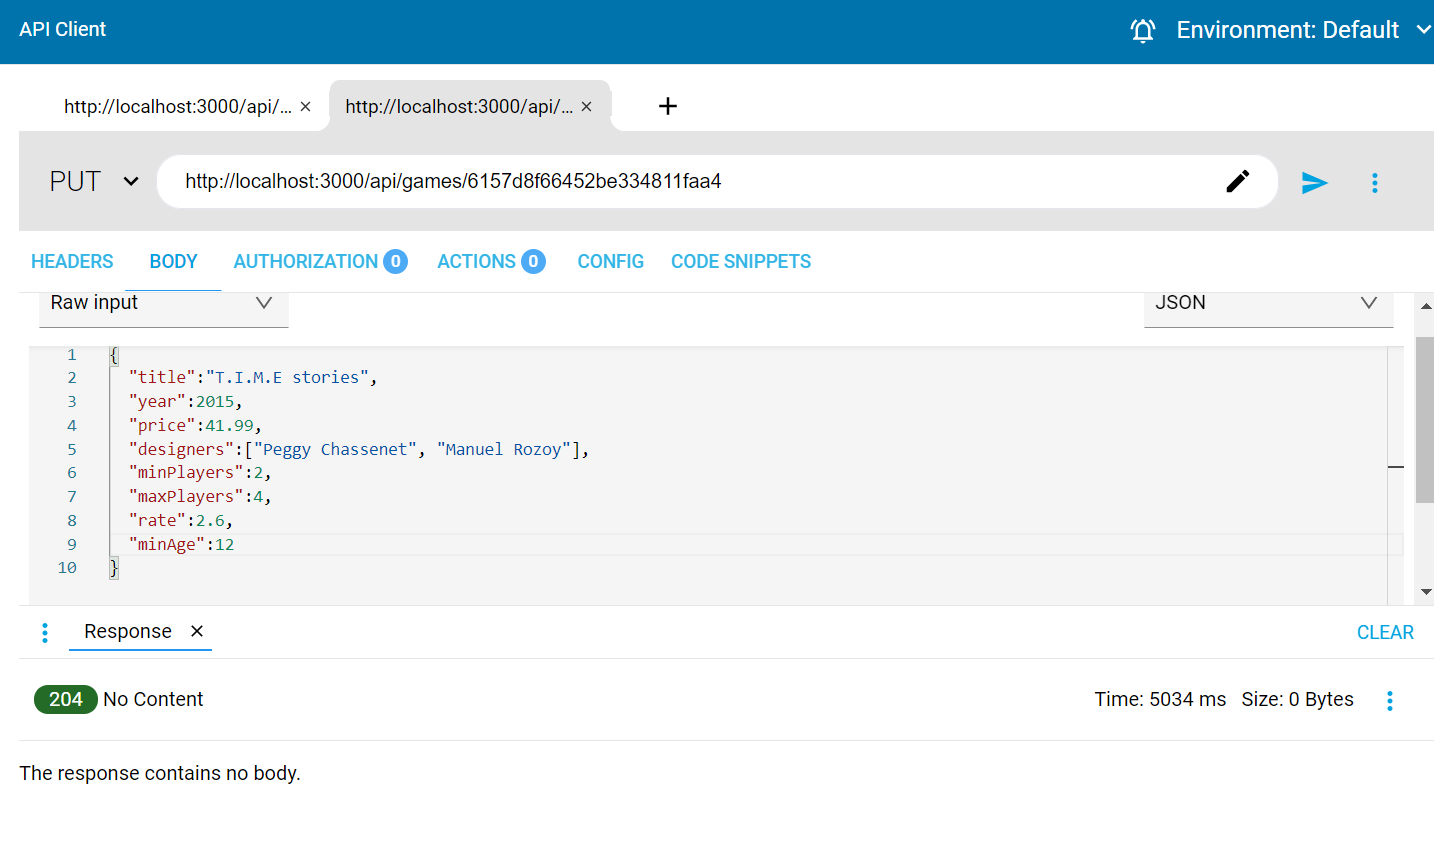 API Client
Environment: Default
http://localhost:3000/api/... ×
http://localhost:3000/api/... ×
+
PUT
http://localhost:3000/api/games/6157d8f66452be334811faa4
HEADERS BODY AUTHORIZATION 0 ACTIONS 0 CONFIG CODE SNIPPETS
Raw input
JSON
1 {
2 "title":"T.I.M.E stories",
3 "year":2015,
4 "price":41.99,
5 "designers":["Peggy Chassenet", "Manuel Rozoy"],
6 "minPlayers":2,
7 "maxPlayers":4,
8 "rate":2.6,
9 "minAge":12
10 }
Response ×
CLEAR
204 No Content
Time: 5034 ms Size: 0 Bytes
The response contains no body.